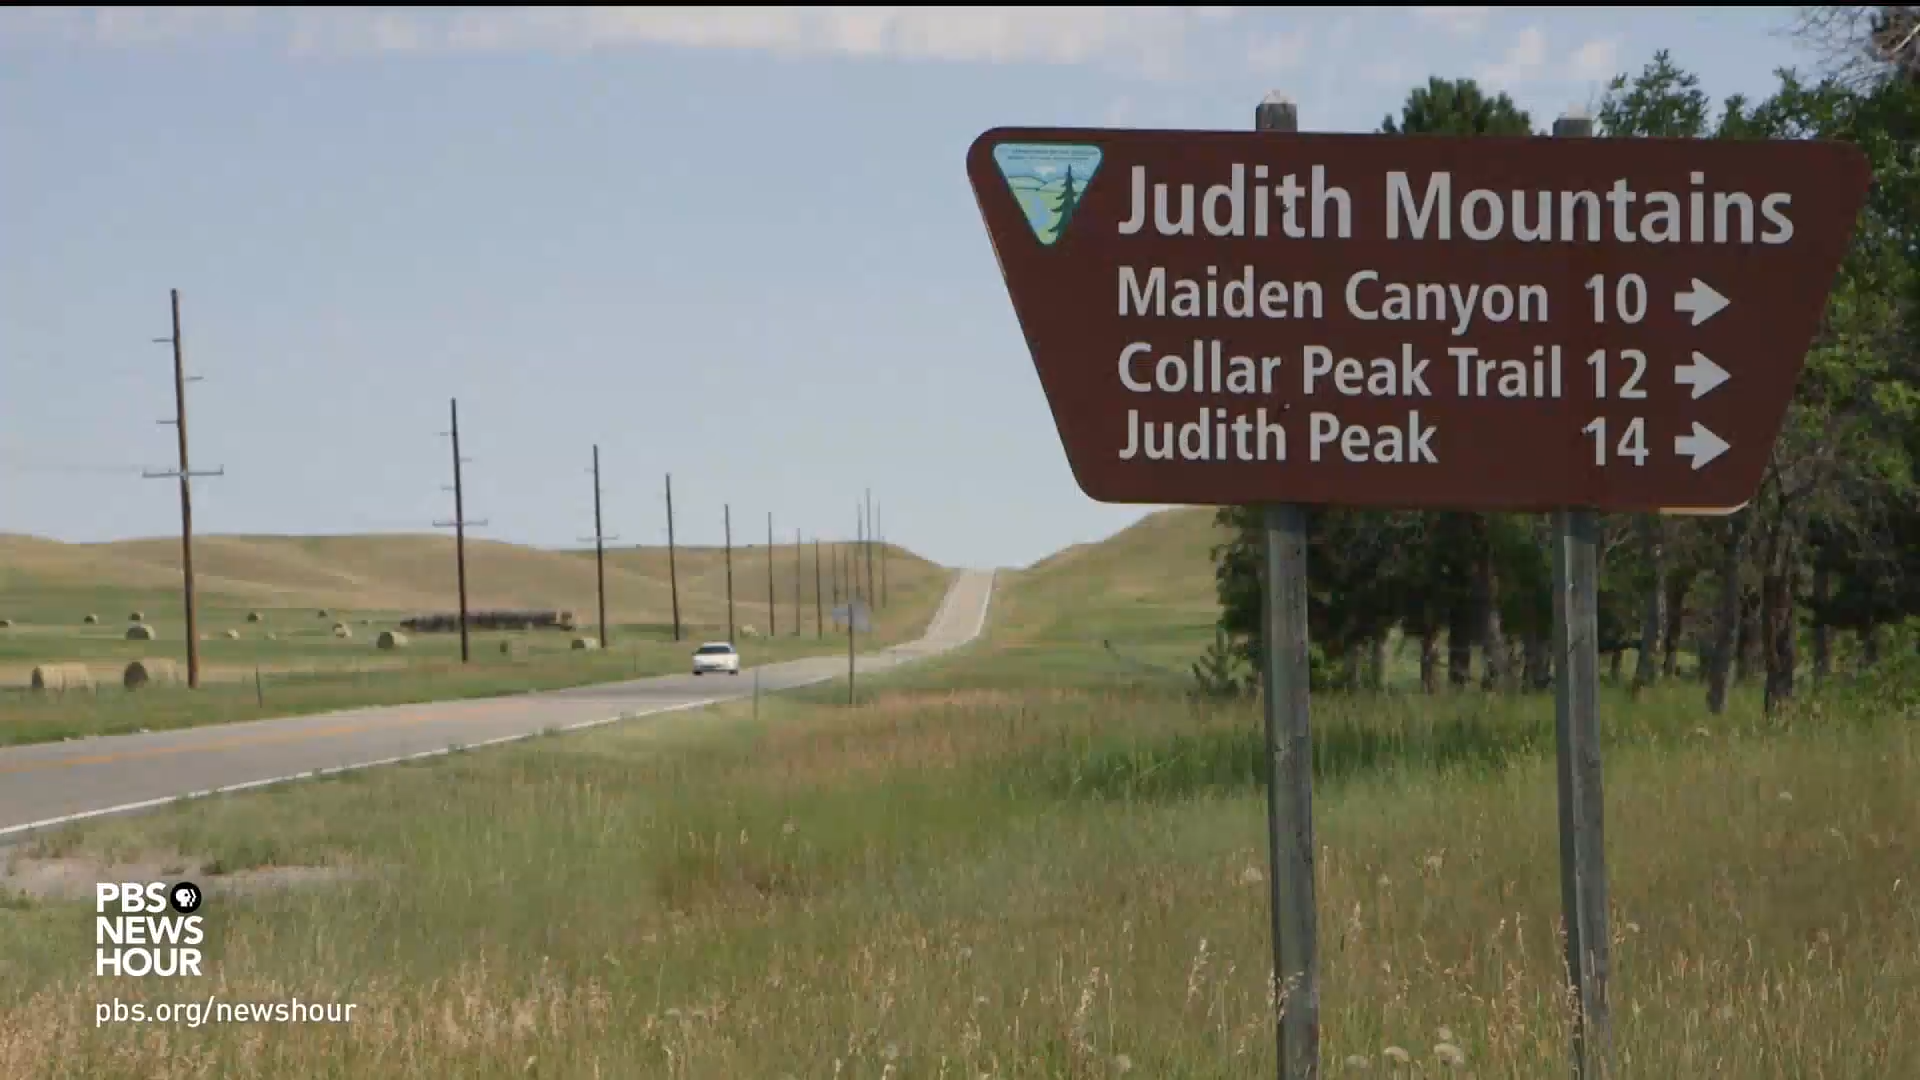 Judith Mountains
Maiden Canyon 10
Collar Peak Trail 12
Judith Peak 14
PBS
NEWS
HOUR
pbs.org/newshour